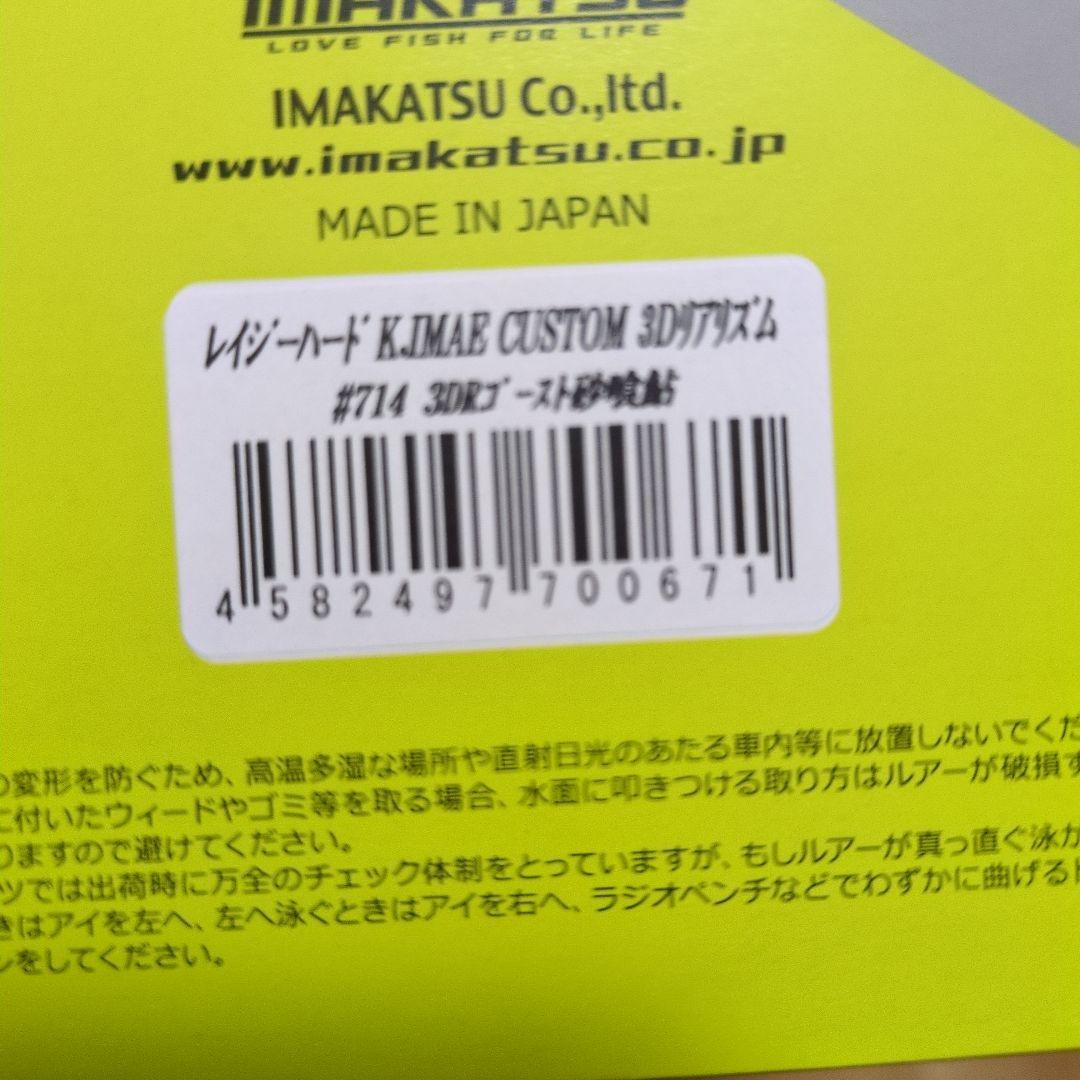 IMAKATSU
LOVE FISH FOR LIFE
IMAKATSU Co.,ltd.
www.imakatsu.co.jp
MADE IN JAPAN
ﾚｲｼﾞｰﾊｰﾄﾞ K.IMAE CUSTOM 3Dﾘｱﾘｽﾞﾑ
#714 3DRｺﾞｰｽﾄ砂喰鮎
4 582497 700671
の変形を防ぐため、高温多湿な場所や直射日光のあたる車内等に放置しないでくだ
に付いたウィードやゴミ等を取る場合、水面に叩きつける取り方はルアーが破損す
りますので避けてください。
ツでは出荷時に万全のチェック体制をとっていますが、もしルアーが真っ直ぐ泳が
きはアイを左へ、左へ泳ぐときはアイを右へ、ラジオペンチなどでわずかに曲げる
ンをしてください。